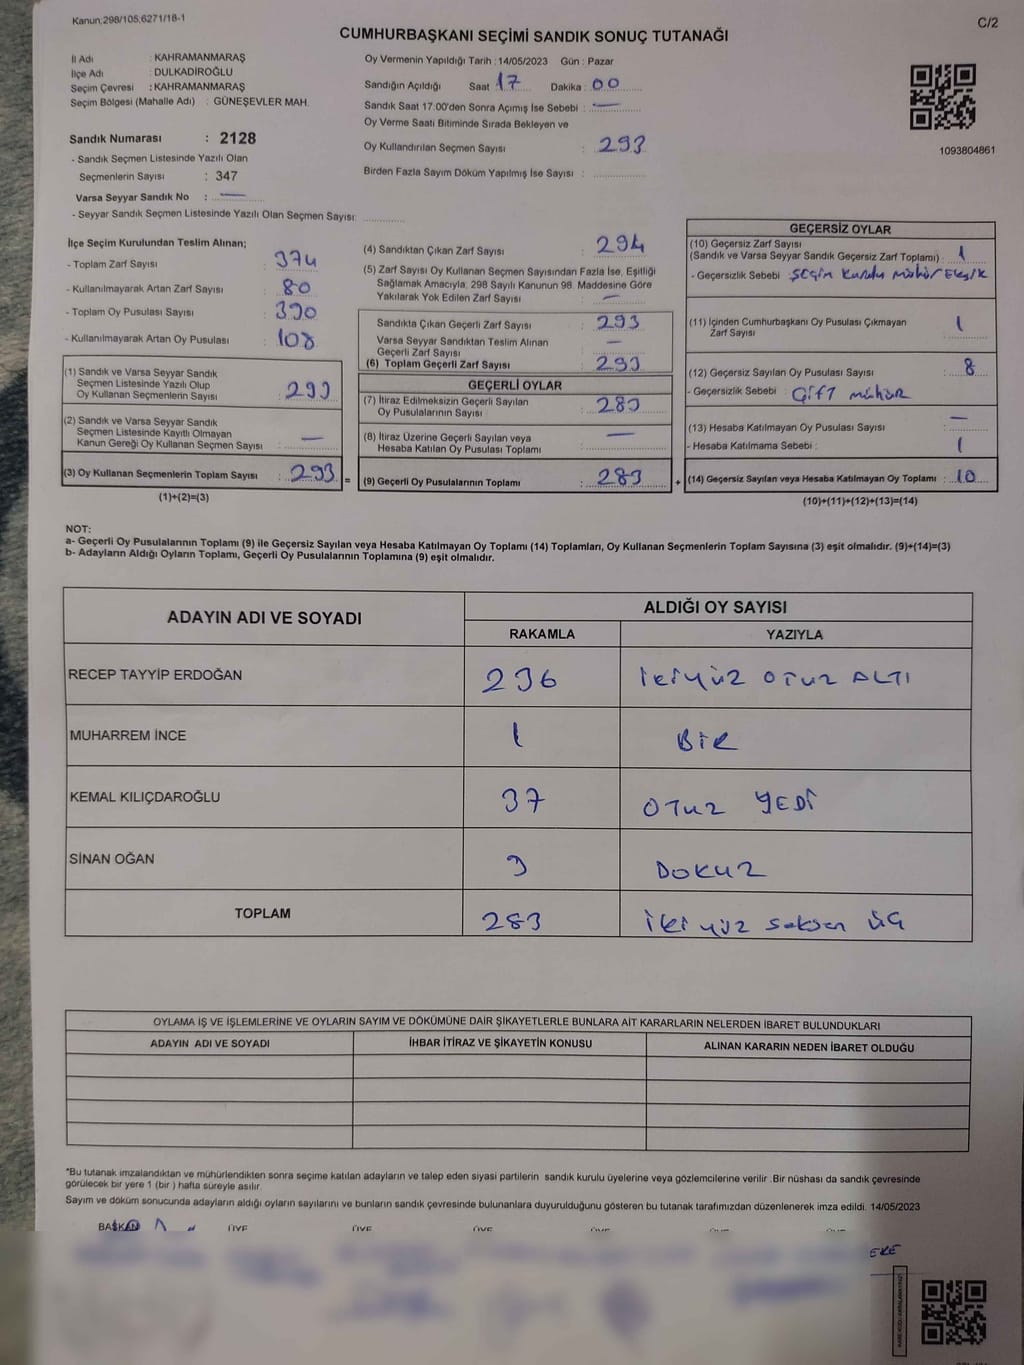 Kanun;298/105;6271/18-1
C/2
CUMHURBAŞKANI SEÇİMİ SANDIK SONUÇ TUTANAĞI
İl Adı : KAHRAMANMARAŞ
İlçe Adı : DULKADİROĞLU
Seçim Çevresi : KAHRAMANMARAŞ
Seçim Bölgesi (Mahalle Adı) : GÜNEŞEVLER MAH.
Sandık Numarası : 2128
- Sandık Seçmen Listesinde Yazılı Olan
Seçmenlerin Sayısı : 347
Varsa Seyyar Sandık No : —
- Seyyar Sandık Seçmen Listesinde Yazılı Olan Seçmen Sayısı:
Oy Vermenin Yapıldığı Tarih : 14/05/2023 Gün : Pazar
Sandığın Açıldığı Saat : 17 Dakika : 00
Sandık Saat 17:00'den Sonra Açımış İse Sebebi : —
Oy Verme Saati Bitiminde Sırada Bekleyen ve
Oy Kullandırılan Seçmen Sayısı : 293
Birden Fazla Sayım Döküm Yapılmış İse Sayısı :
1093804861
İlçe Seçim Kurulundan Teslim Alınan;
- Toplam Zarf Sayısı : 374
- Kullanılmayarak Artan Zarf Sayısı : 80
- Toplam Oy Pusulası Sayısı : 390
- Kullanılmayarak Artan Oy Pusulası : 108
(1) Sandık ve Varsa Seyyar Sandık
Seçmen Listesinde Yazılı Olup
Oy Kullanan Seçmenlerin Sayısı : 293
(2) Sandık ve Varsa Seyyar Sandık
Seçmen Listesinde Kayıtlı Olmayan
Kanun Gereği Oy Kullanan Seçmen Sayısı : —
(3) Oy Kullanan Seçmenlerin Toplam Sayısı : 293 =
(1)+(2)=(3)
(4) Sandıktan Çıkan Zarf Sayısı : 294
(5) Zarf Sayısı Oy Kullanan Seçmen Sayısından Fazla İse, Eşitliği
Sağlamak Amacıyla, 298 Sayılı Kanunun 98. Maddesine Göre
Yakılarak Yok Edilen Zarf Sayısı : —
Sandıkta Çıkan Geçerli Zarf Sayısı : 293
Varsa Seyyar Sandıktan Teslim Alınan
Geçerli Zarf Sayısı : —
(6) Toplam Geçerli Zarf Sayısı : 293
GEÇERLİ OYLAR
(7) İtiraz Edilmeksizin Geçerli Sayılan
Oy Pusulalarının Sayısı : 283
(8) İtiraz Üzerine Geçerli Sayılan veya
Hesaba Katılan Oy Pusulası Toplamı : —
(9) Geçerli Oy Pusulalarının Toplamı : 283 +
GEÇERSİZ OYLAR
(10) Geçersiz Zarf Sayısı
(Sandık ve Varsa Seyyar Sandık Geçersiz Zarf Toplamı) : 1
- Geçersizlik Sebebi : SEÇİM Kurulu Mühür EKSİK
(11) İçinden Cumhurbaşkanı Oy Pusulası Çıkmayan
Zarf Sayısı : 1
(12) Geçersiz Sayılan Oy Pusulası Sayısı : 8
- Geçersizlik Sebebi : ÇİFT MÜHÜR
(13) Hesaba Katılmayan Oy Pusulası Sayısı : —
- Hesaba Katılmama Sebebi : 1
(14) Geçersiz Sayılan veya Hesaba Katılmayan Oy Toplamı : 10
(10)+(11)+(12)+(13)=(14)
NOT:
a- Geçerli Oy Pusulalarının Toplamı (9) ile Geçersiz Sayılan veya Hesaba Katılmayan Oy Toplamı (14) Toplamları, Oy Kullanan Seçmenlerin Toplam Sayısına (3) eşit olmalıdır. (9)+(14)=(3)
b- Adayların Aldığı Oyların Toplamı, Geçerli Oy Pusulalarının Toplamına (9) eşit olmalıdır.
ADAYIN ADI VE SOYADI ALDIĞI OY SAYISI
RAKAMLA YAZIYLA
RECEP TAYYİP ERDOĞAN 236 İKİYÜZ OTUZ ALTI
MUHARREM İNCE 1 BİR
KEMAL KILIÇDAROĞLU 37 OTUZ YEDİ
SİNAN OĞAN 9 DOKUZ
TOPLAM 283 İKİ YÜZ Seksen ÜÇ
OYLAMA İŞ VE İŞLEMLERİNE VE OYLARIN SAYIM VE DÖKÜMÜNE DAİR ŞİKAYETLERLE BUNLARA AİT KARARLARIN NELERDEN İBARET BULUNDUKLARI
ADAYIN ADI VE SOYADI İHBAR İTİRAZ VE ŞİKAYETİN KONUSU ALINAN KARARIN NEDEN İBARET OLDUĞU
"Bu tutanak imzalandıktan ve mühürlendikten sonra seçime katılan adayların ve talep eden siyasi partilerin sandık kurulu üyelerine veya gözlemcilerine verilir .Bir nüshası da sandık çevresinde
görülecek bir yere 1 (bir ) hafta süreyle asılır.
Sayım ve döküm sonucunda adayların aldığı oyların sayılarını ve bunların sandık çevresinde bulunanlara duyurulduğunu gösteren bu tutanak tarafımızdan düzenlenerek imza edildi. 14/05/2023
BAŞKAN ÜYE ÜYE ÜYE